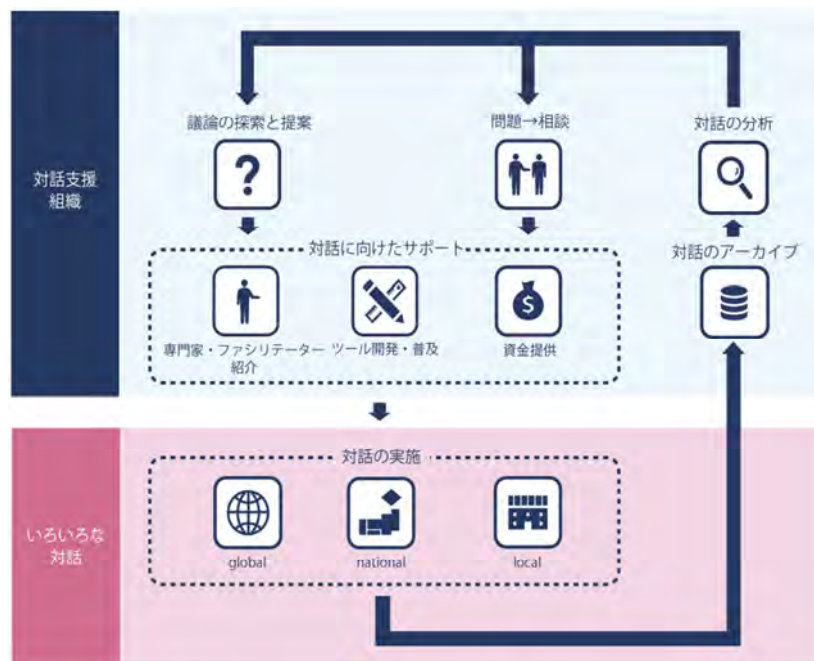 議論の探索と提案
問題→相談
対話の分析
?
対話支援
組織
対話に向けたサポート
対話のアーカイブ
$
専門家・ファシリテーター
紹介
ツール開発・普及
資金提供
対話の実施
いろいろな
対話
global
national
local